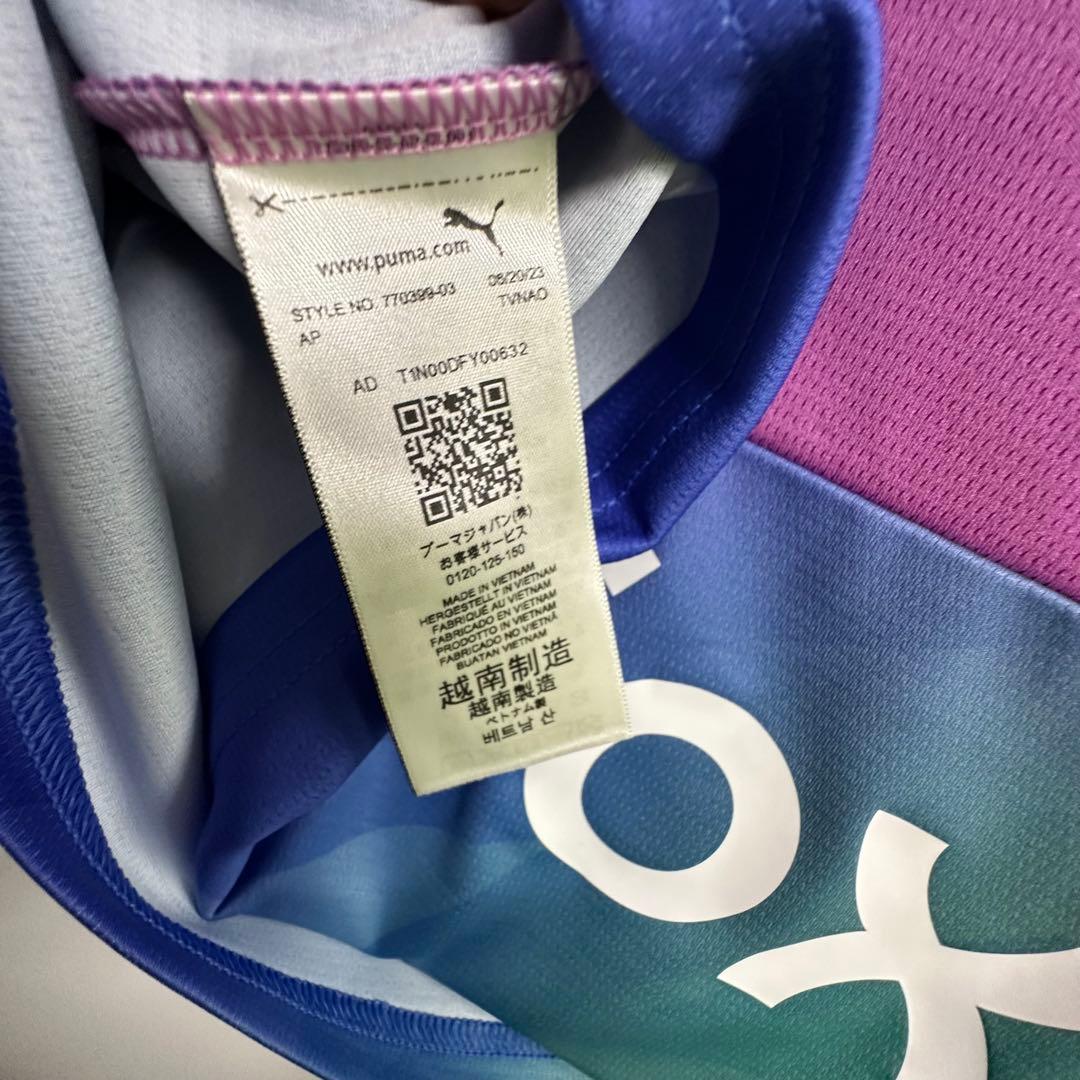 www.puma.com
STYLE NO. 770399-03 08/20/23
AP TVNAO
AD T1N00DFY00632
プーマジャパン(株)
お客様サービス
0120-125-150
MADE IN VIETNAM
HERGESTELLT IN VIETNAM
FABRIQUÉ AU VIETNAM
FABRICADO EN VIETNAM
PRODOTTO IN VIETNAM
FABRICADO NO VIETNÃ
BUATAN VIETNAM
越南制造
越南製造
ベトナム製
베트남 산